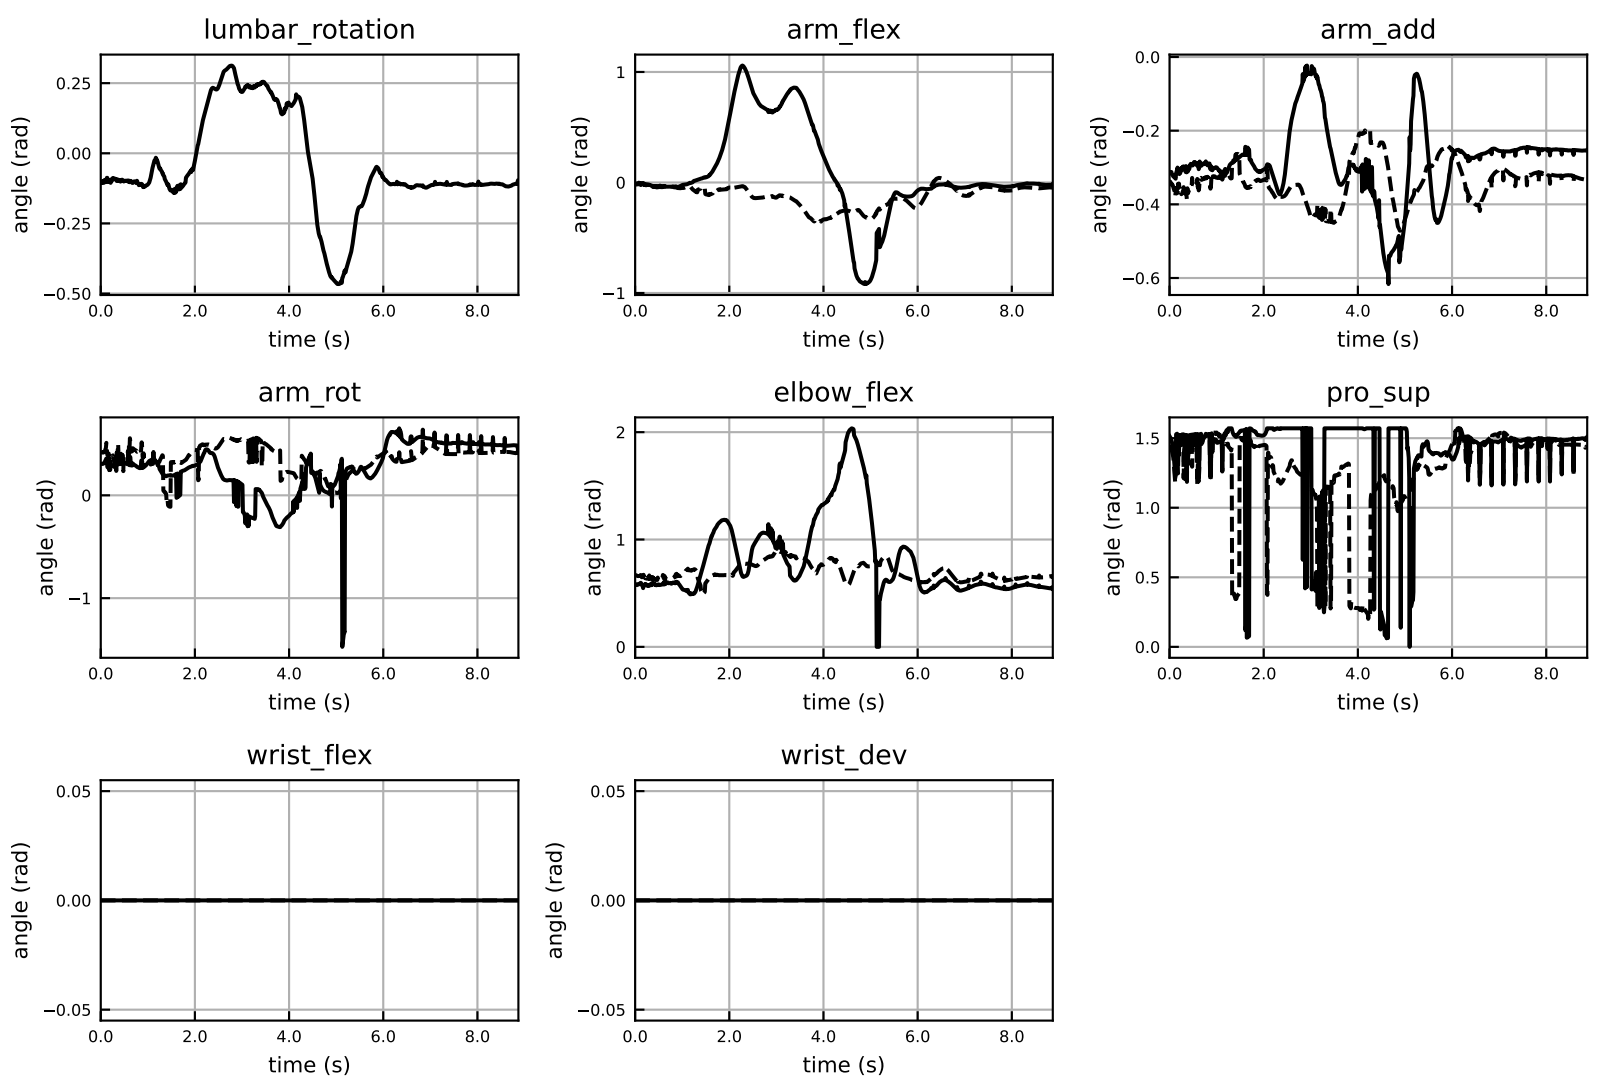 lumbar_rotation
angle (rad)
0.25
0.00
−0.25
−0.50
0.0 2.0 4.0 6.0 8.0
time (s)
arm_flex
angle (rad)
1
0
−1
0.0 2.0 4.0 6.0 8.0
time (s)
arm_add
angle (rad)
0.0
−0.2
−0.4
−0.6
0.0 2.0 4.0 6.0 8.0
time (s)
arm_rot
angle (rad)
0
−1
0.0 2.0 4.0 6.0 8.0
time (s)
elbow_flex
angle (rad)
2
1
0
0.0 2.0 4.0 6.0 8.0
time (s)
pro_sup
angle (rad)
1.5
1.0
0.5
0.0
0.0 2.0 4.0 6.0 8.0
time (s)
wrist_flex
angle (rad)
0.05
0.00
−0.05
0.0 2.0 4.0 6.0 8.0
time (s)
wrist_dev
angle (rad)
0.05
0.00
−0.05
0.0 2.0 4.0 6.0 8.0
time (s)